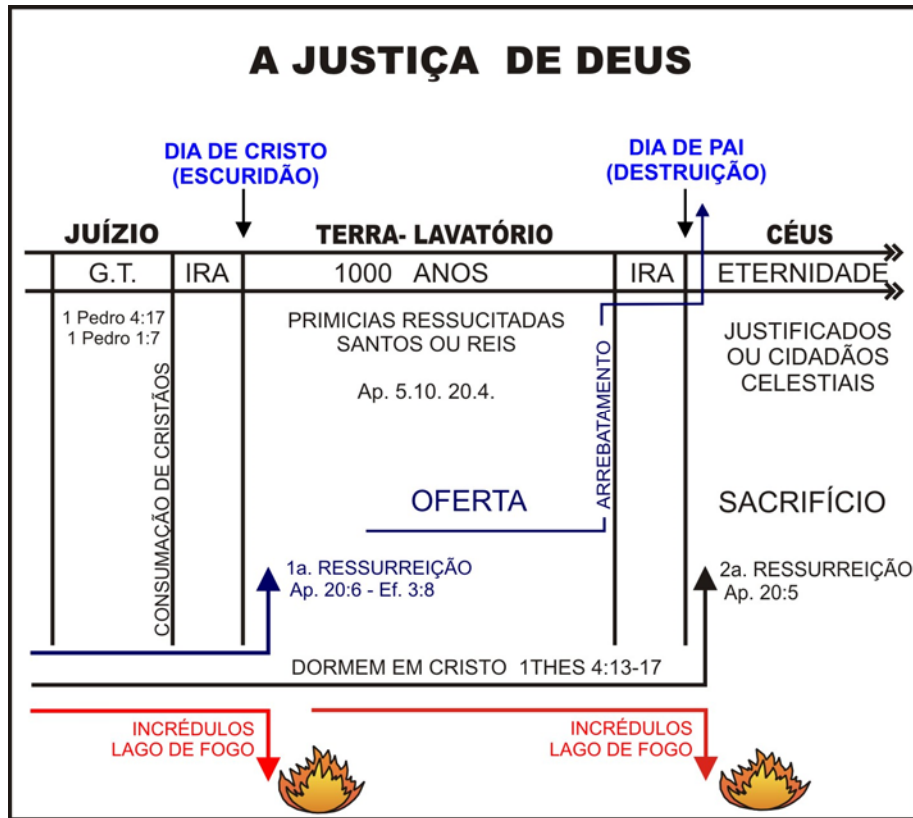 A JUSTIÇA DE DEUS
DIA DE CRISTO
(ESCURIDÃO)
DIA DE PAI
(DESTRUIÇÃO)
JUÍZIO
TERRA- LAVATÓRIO
CÉUS
G.T.
IRA
1000 ANOS
IRA
ETERNIDADE
1 Pedro 4:17
1 Pedro 1:7
CONSUMAÇÃO DE CRISTÃOS
PRIMICIAS RESSUCITADAS
SANTOS OU REIS
Ap. 5.10. 20.4.
ARREBATAMENTO
JUSTIFICADOS
OU CIDADÃOS
CELESTIAIS
OFERTA
SACRIFÍCIO
1a. RESSURREIÇÃO
Ap. 20:6 - Ef. 3:8
2a. RESSURREIÇÃO
Ap. 20:5
DORMEM EM CRISTO 1THES 4:13-17
INCRÉDULOS
LAGO DE FOGO
INCRÉDULOS
LAGO DE FOGO